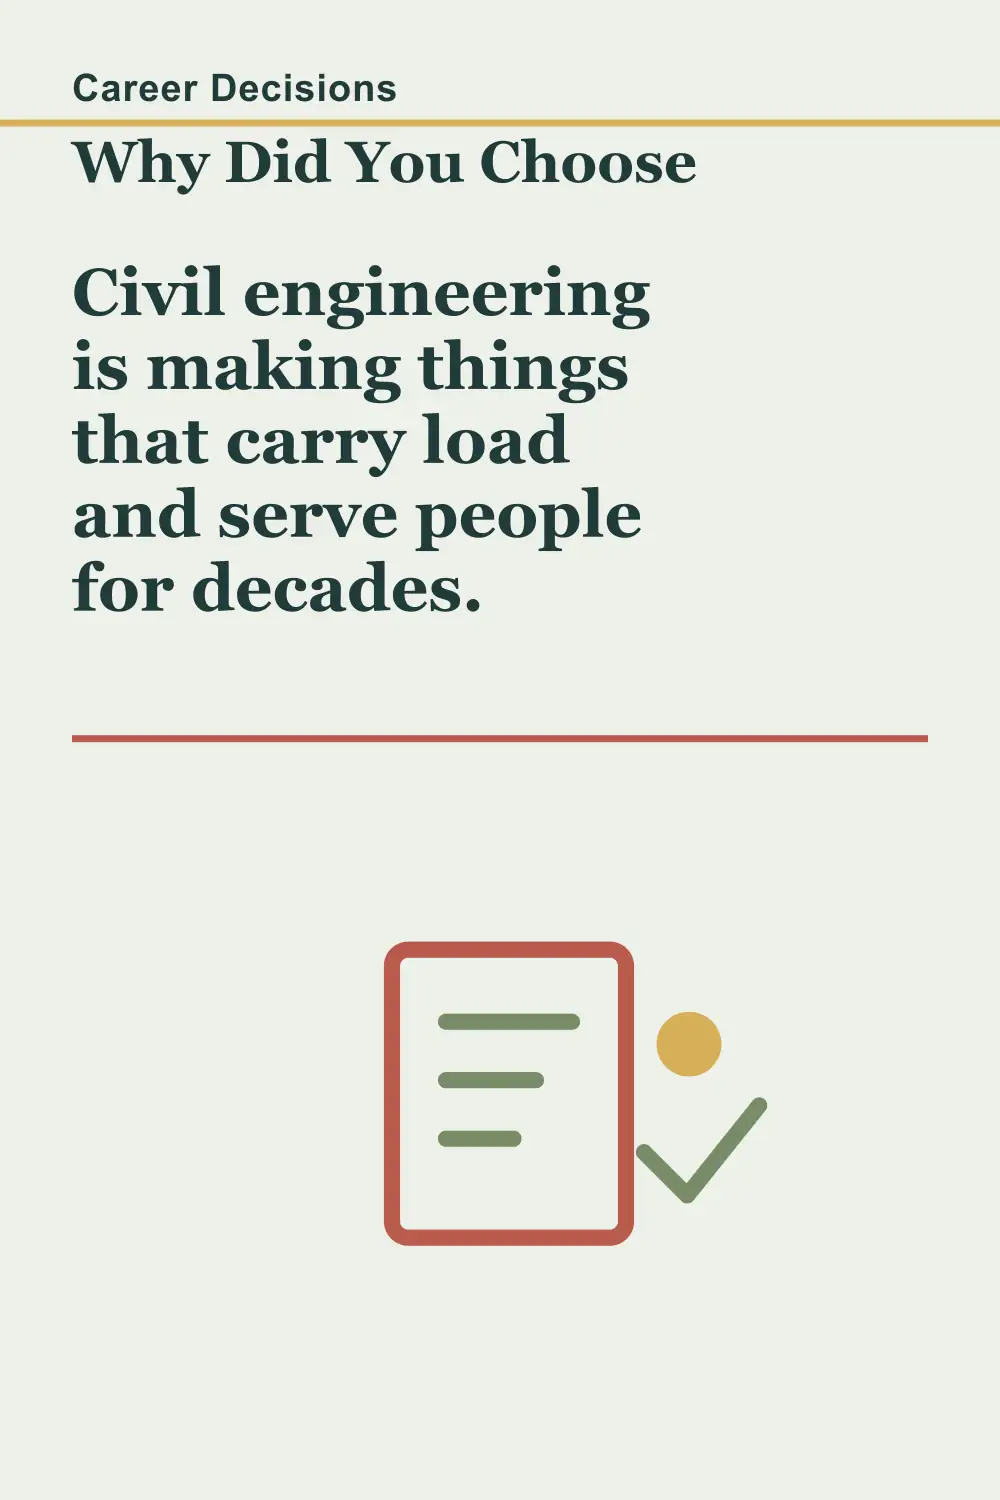 Career Decisions
Why Did You Choose
Civil engineering
is making things
that carry load
and serve people
for decades.